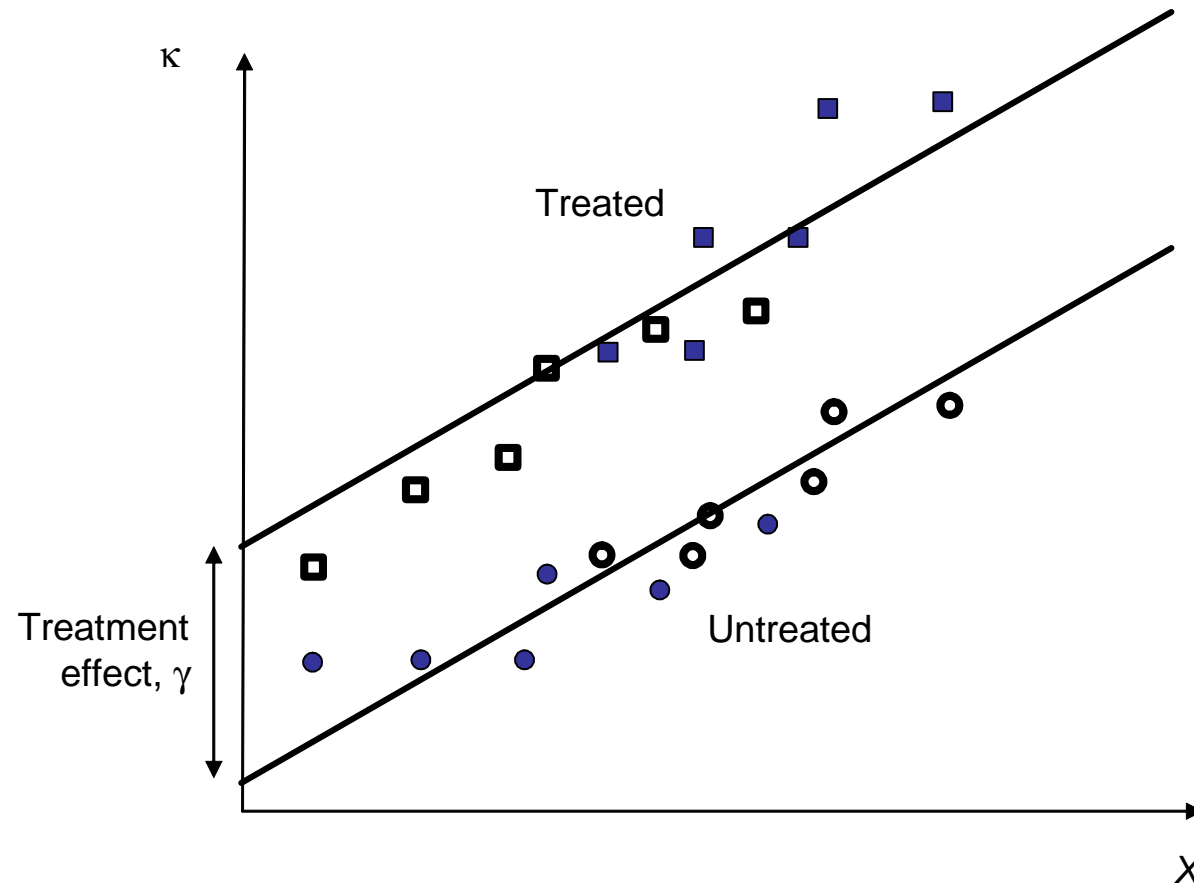 κ
Treated
Treatment
effect, γ
Untreated
X